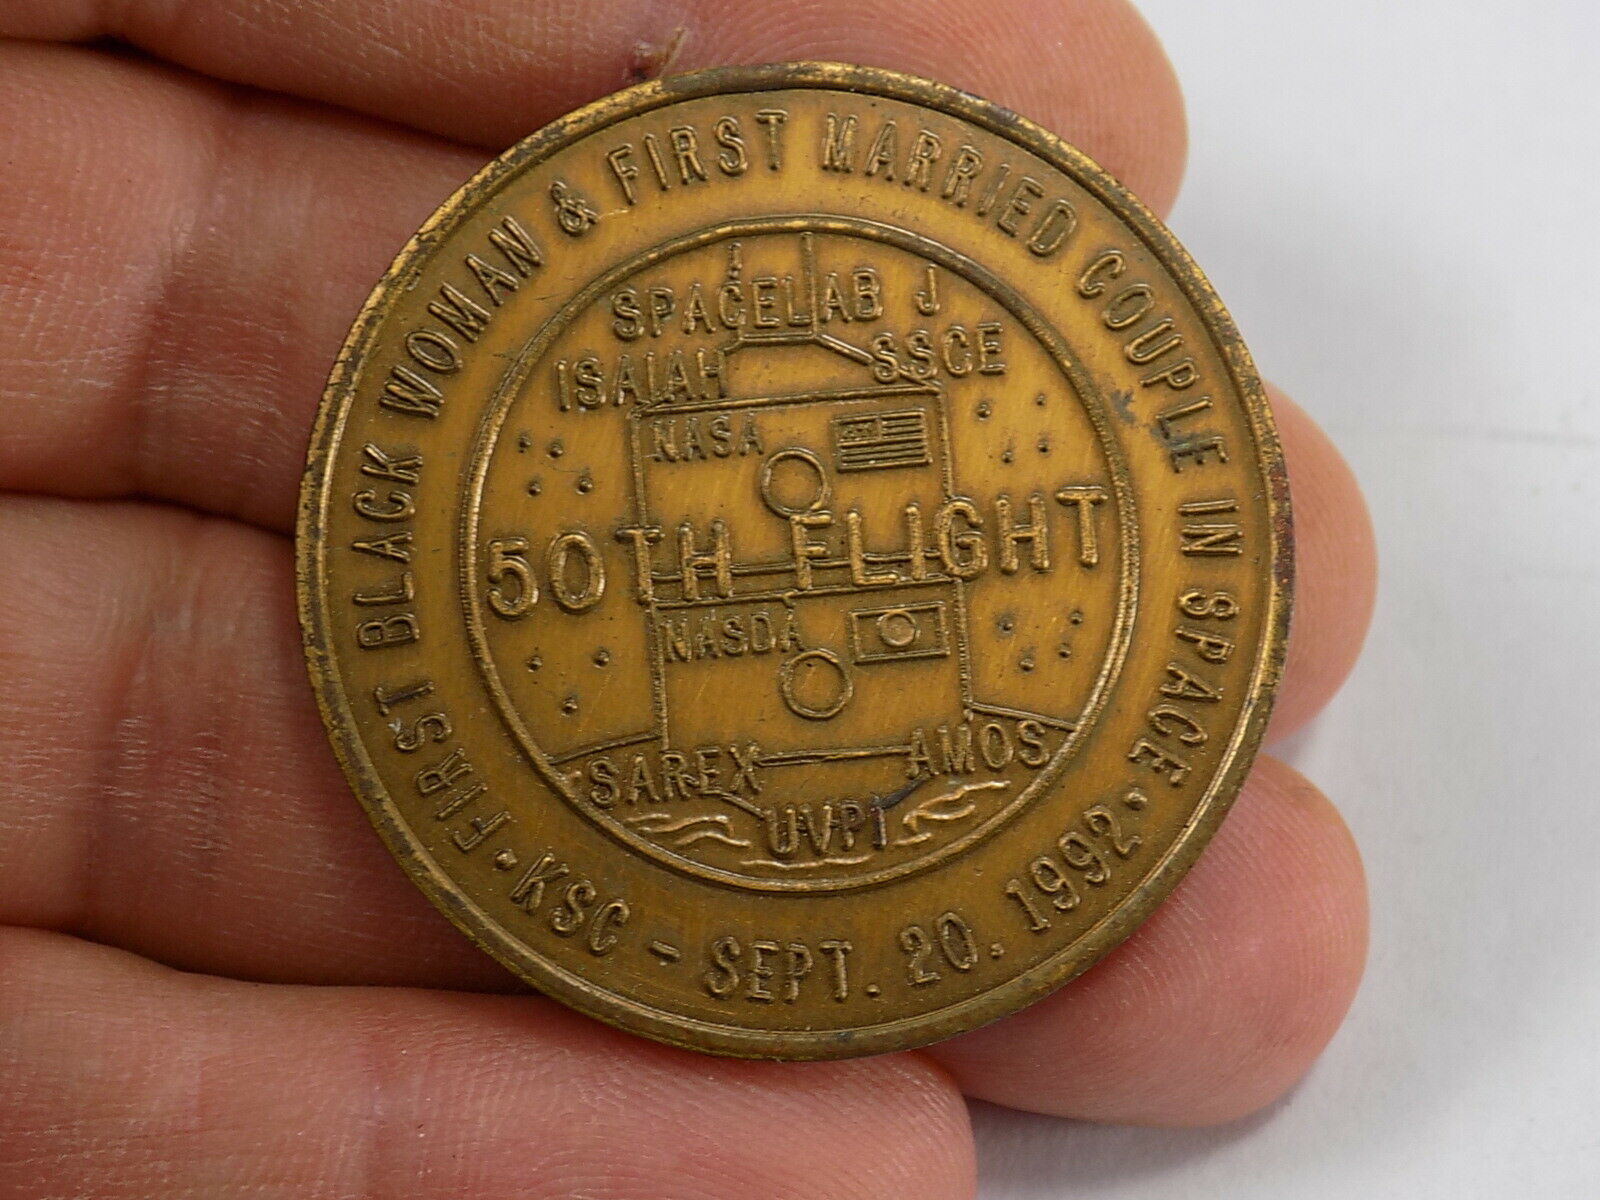 FIRST BLACK WOMAN & FIRST MARRIED COUPLE IN SPACE
• KSC - SEPT. 20. 1992 •
SPACELAB J
ISAIAH SSCE
NASA
50TH FLIGHT
NASDA
SAREX AMOS
UVPI